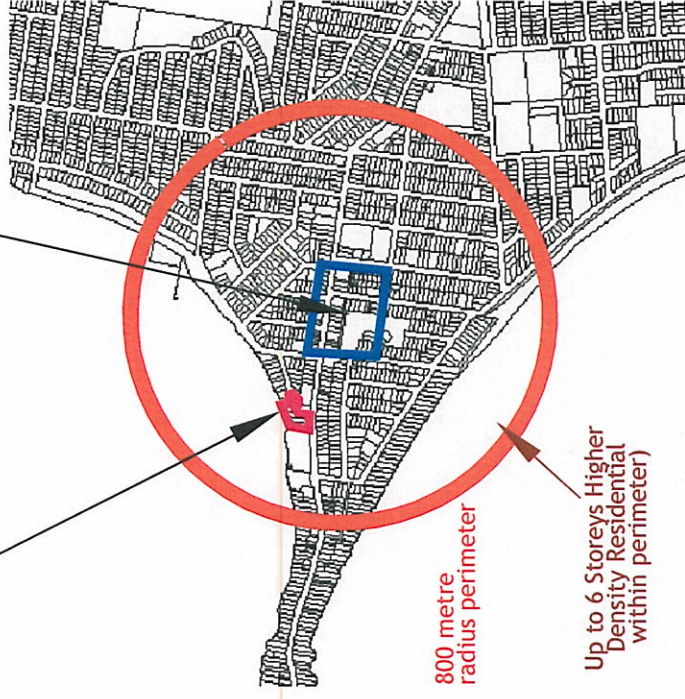 800 metre
radius perimeter
Up to 6 Storeys Higher
Density Residential
within perimeter)